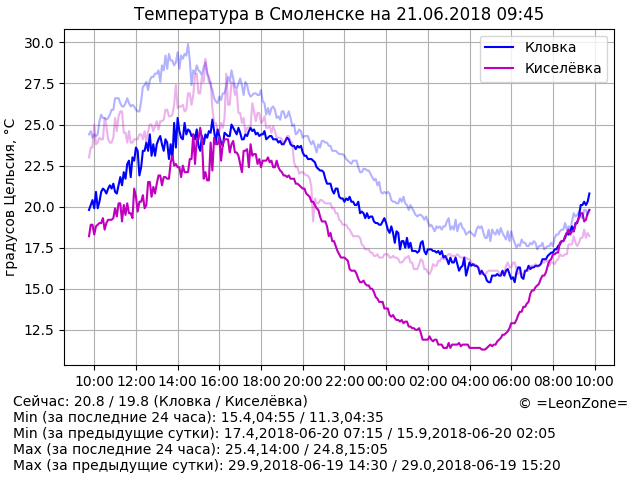 Температура в Смоленске на 21.06.2018 09:45
30.0
27.5
25.0
22.5
20.0
17.5
15.0
12.5
градусов Цельсия, °C
Кловка
Киселёвка
10:00 12:00 14:00 16:00 18:00 20:00 22:00 00:00 02:00 04:00 06:00 08:00 10:00
Сейчас: 20.8 / 19.8 (Кловка / Киселёвка)
© =LeonZone=
Min (за последние 24 часа): 15.4,04:55 / 11.3,04:35
Min (за предыдущие сутки): 17.4,2018-06-20 07:15 / 15.9,2018-06-20 02:05
Max (за последние 24 часа): 25.4,14:00 / 24.8,15:05
Max (за предыдущие сутки): 29.9,2018-06-19 14:30 / 29.0,2018-06-19 15:20